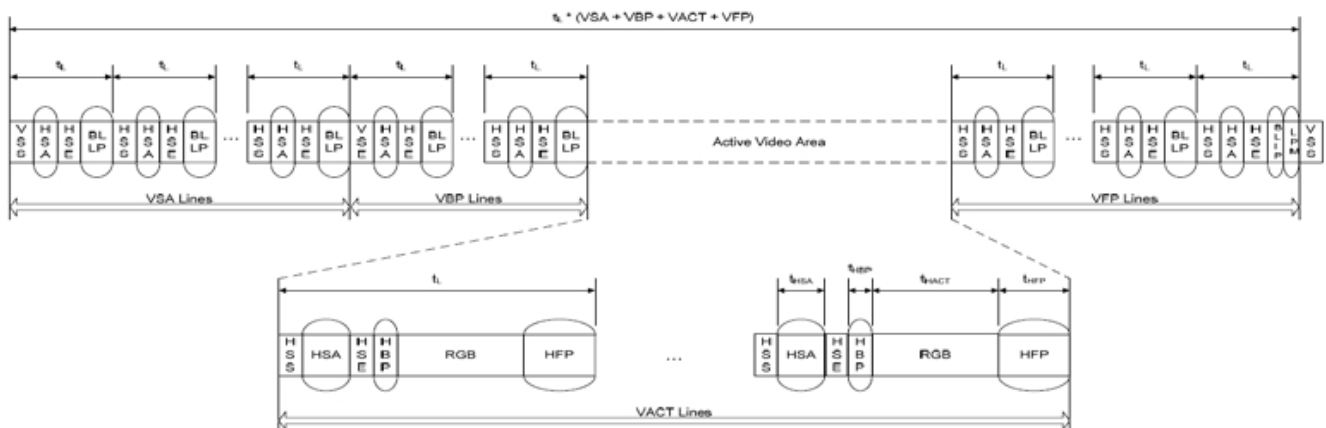 tL * (VSA + VBP + VACT + VFP)
tL tL tL tL tL tL tL tL
VSS HSA HSE BLLP HSS HSA HSE BLLP ... HSS HSA HSE BLLP VSE HSA HSE BLLP ... HSS HSA HSE BLLP Active Video Area HSS HSA HSE BLLP ... HSS HSA HSE BLLP HSS HSA HSE BLLP LPM VSS
VSA Lines VBP Lines VFP Lines
tL tHSA tHBP tHACT tHFP
HSS HSA HSE HBP RGB HFP ... HSS HSA HSE HBP RGB HFP
VACT Lines